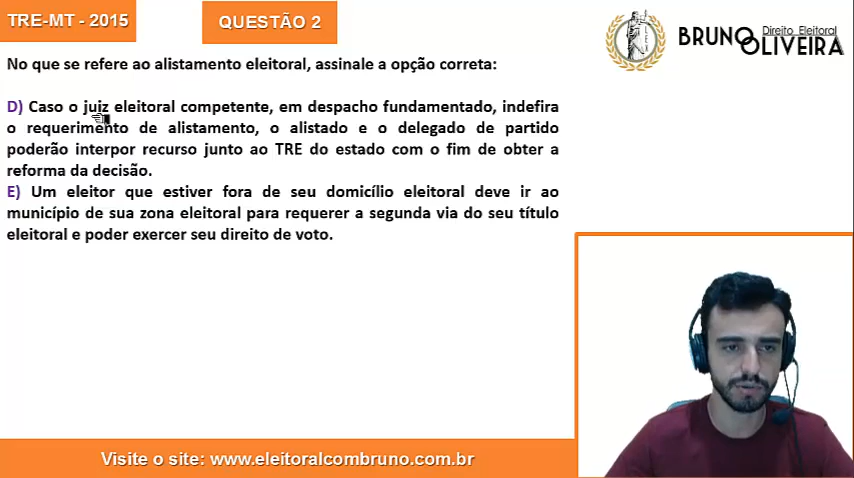 TRE-MT - 2015
QUESTÃO 2
BRUNO Direito Eleitoral
OLIVEIRA
No que se refere ao alistamento eleitoral, assinale a opção correta:
D) Caso o juiz eleitoral competente, em despacho fundamentado, indefira
o requerimento de alistamento, o alistado e o delegado de partido
poderão interpor recurso junto ao TRE do estado com o fim de obter a
reforma da decisão.
E) Um eleitor que estiver fora de seu domicílio eleitoral deve ir ao
município de sua zona eleitoral para requerer a segunda via do seu título
eleitoral e poder exercer seu direito de voto.
Visite o site: www.eleitoralcombruno.com.br